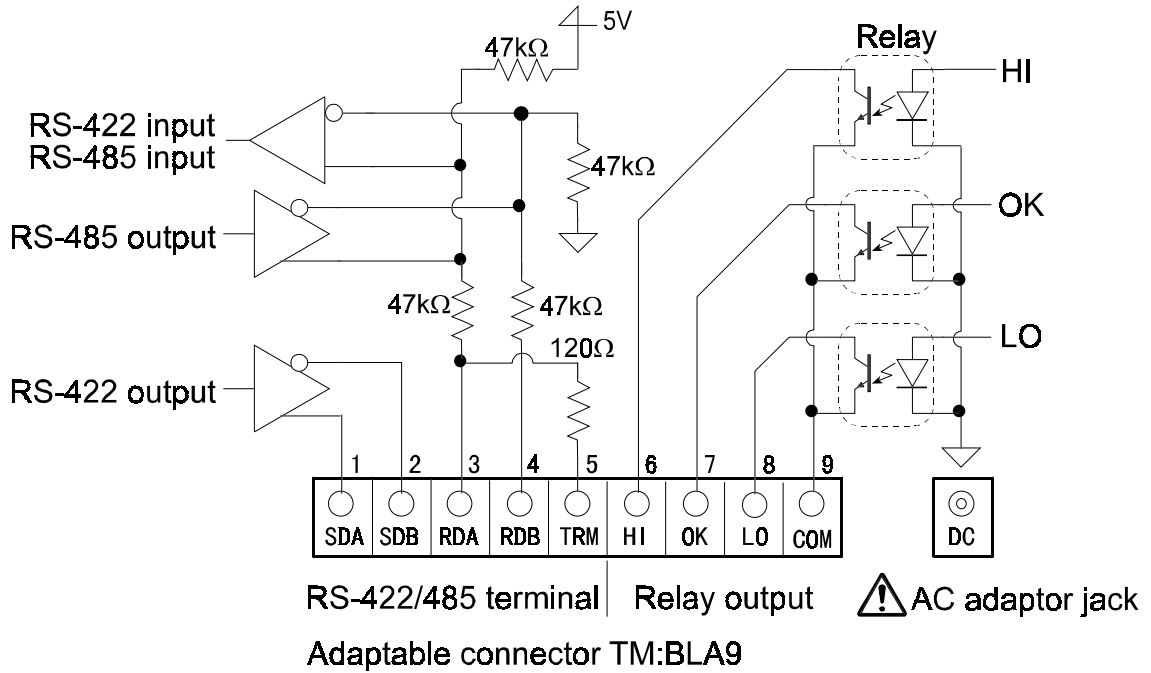 5V
Relay
47kΩ
HI
RS-422 input
RS-485 input
47kΩ
OK
RS-485 output
47kΩ
47kΩ
120Ω
LO
RS-422 output
1 2 3 4 5 6 7 8 9
SDA SDB RDA RDB TRM HI OK LO COM DC
RS-422/485 terminal Relay output AC adaptor jack
Adaptable connector TM:BLA9